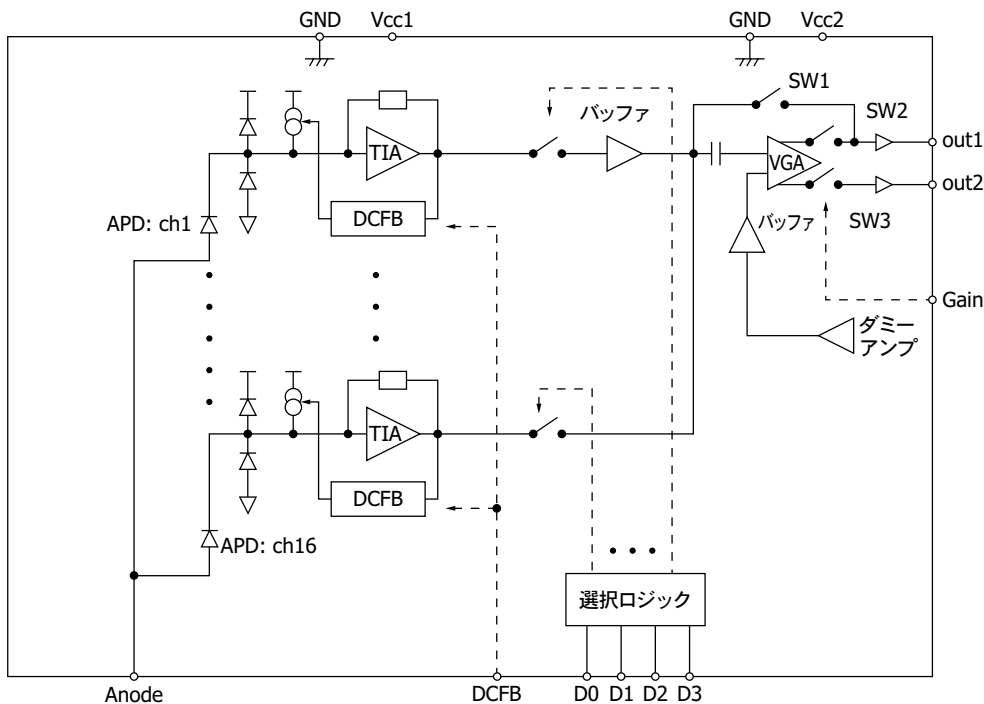 GND
Vcc1
GND
Vcc2
SW1
バッファ
SW2
TIA
VGA
out1
out2
APD: ch1
DCFB
バッファ
SW3
Gain
ダミー
アンプ
TIA
DCFB
APD: ch16
選択ロジック
Anode
DCFB
D0
D1
D2
D3